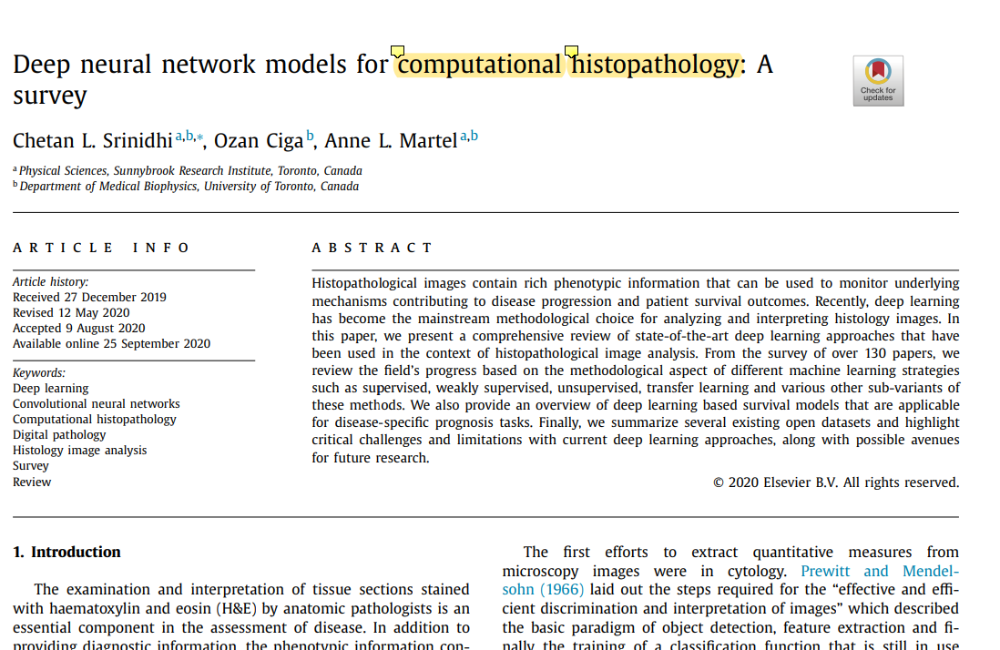 Deep neural network models for computational histopathology: A
survey
Check for
updates
Chetan L. Srinidhi a,b,*, Ozan Ciga b, Anne L. Martel a,b
a Physical Sciences, Sunnybrook Research Institute, Toronto, Canada
b Department of Medical Biophysics, University of Toronto, Canada
ARTICLE INFO
Article history:
Received 27 December 2019
Revised 12 May 2020
Accepted 9 August 2020
Available online 25 September 2020
Keywords:
Deep learning
Convolutional neural networks
Computational histopathology
Digital pathology
Histology image analysis
Survey
Review
ABSTRACT
Histopathological images contain rich phenotypic information that can be used to monitor underlying
mechanisms contributing to disease progression and patient survival outcomes. Recently, deep learning
has become the mainstream methodological choice for analyzing and interpreting histology images. In
this paper, we present a comprehensive review of state-of-the-art deep learning approaches that have
been used in the context of histopathological image analysis. From the survey of over 130 papers, we
review the field's progress based on the methodological aspect of different machine learning strategies
such as supervised, weakly supervised, unsupervised, transfer learning and various other sub-variants of
these methods. We also provide an overview of deep learning based survival models that are applicable
for disease-specific prognosis tasks. Finally, we summarize several existing open datasets and highlight
critical challenges and limitations with current deep learning approaches, along with possible avenues
for future research.
© 2020 Elsevier B.V. All rights reserved.
1. Introduction
The examination and interpretation of tissue sections stained
with haematoxylin and eosin (H&E) by anatomic pathologists is an
essential component in the assessment of disease. In addition to
providing diagnostic information, the phenotypic information con-
The first efforts to extract quantitative measures from
microscopy images were in cytology. Prewitt and Mendel-
sohn (1966) laid out the steps required for the “effective and effi-
cient discrimination and interpretation of images” which described
the basic paradigm of object detection, feature extraction and fi-
nally the training of a classification function that is still in use